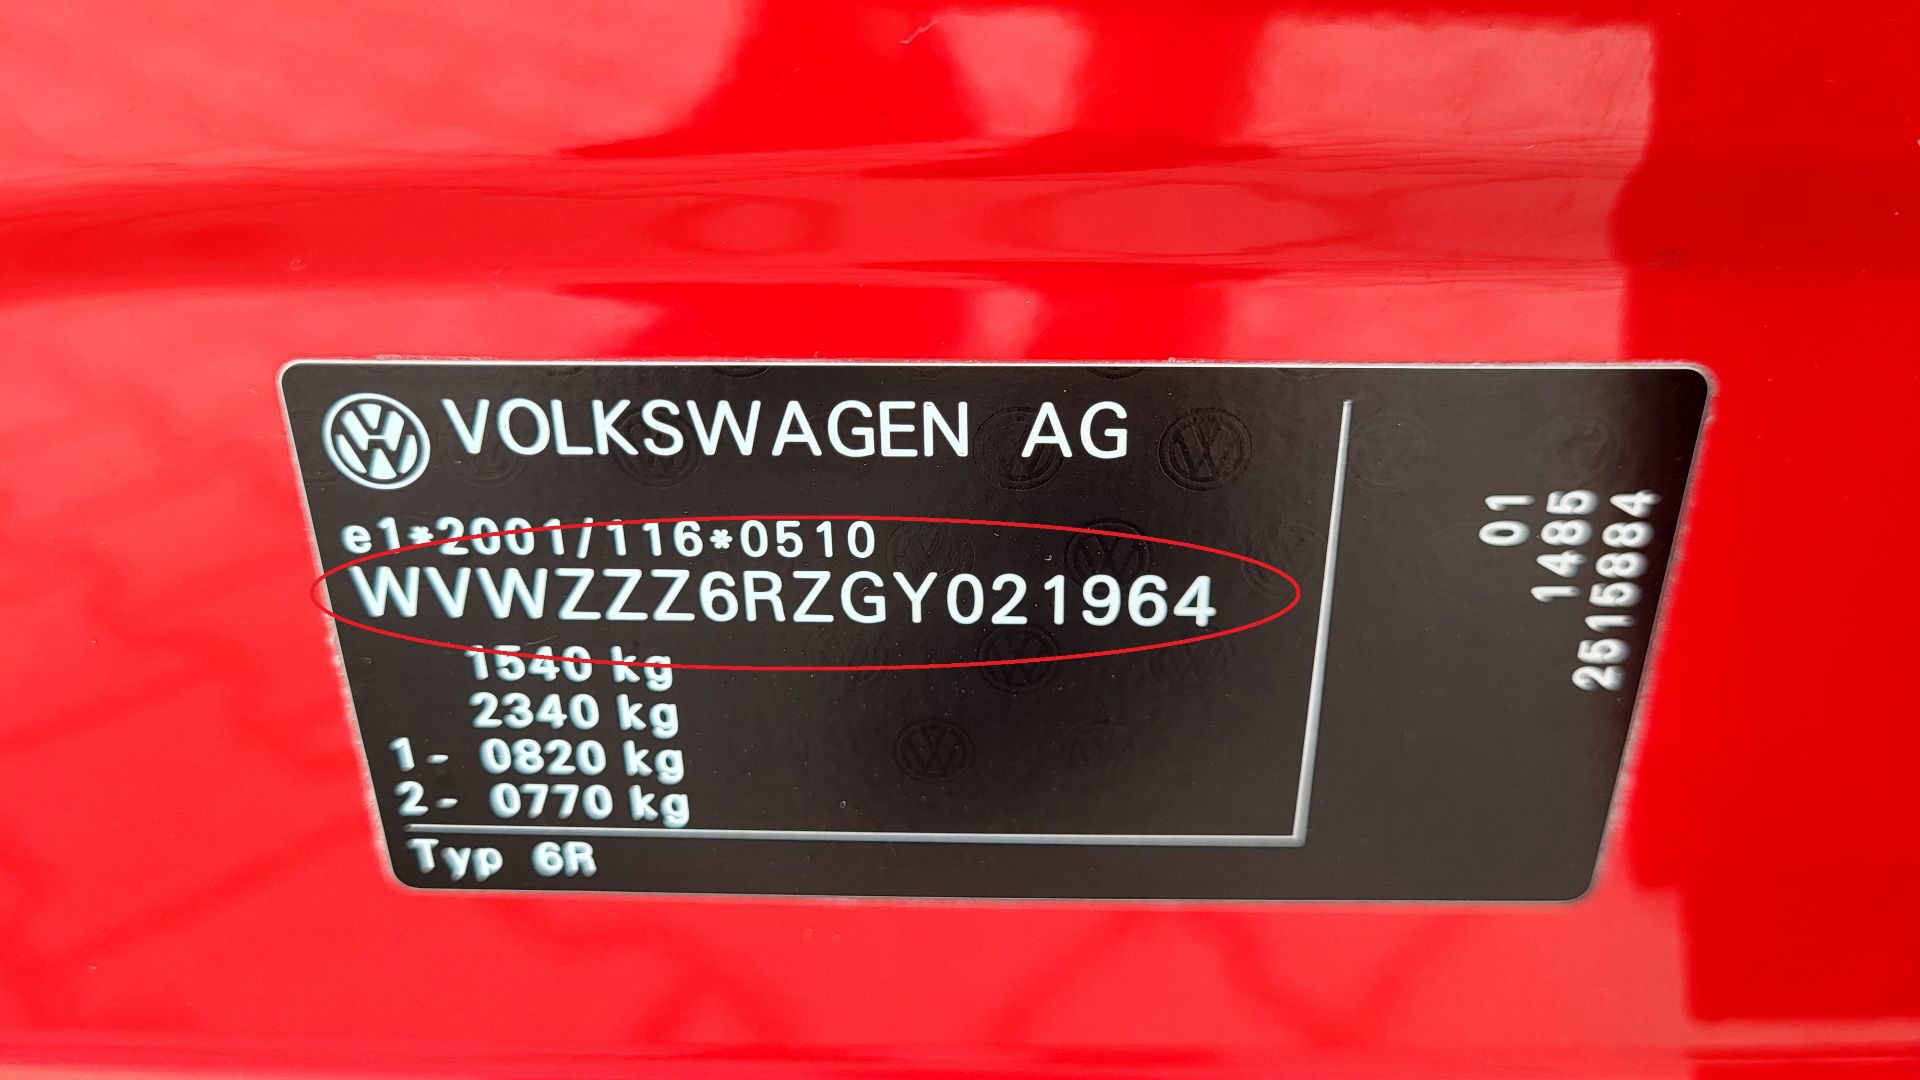 VOLKSWAGEN AG
e1*2001/116*0510
WVWZZZ6RZGY021964
1540 kg
2340 kg
1- 0820 kg
2- 0770 kg
Typ 6R
01
1485
2515884